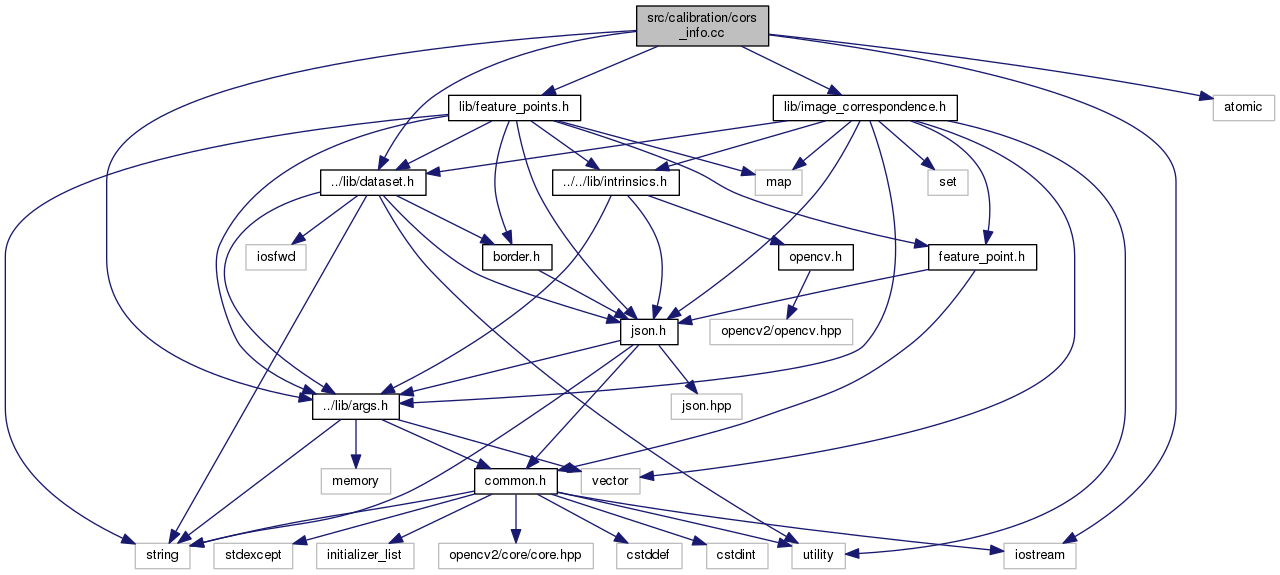 src/calibration/cors
_info.cc
lib/feature_points.h
lib/image_correspondence.h
atomic
../lib/dataset.h
../../lib/intrinsics.h
map
set
iosfwd
border.h
opencv.h
feature_point.h
json.h
opencv2/opencv.hpp
../lib/args.h
json.hpp
memory
common.h
vector
string
stdexcept
initializer_list
opencv2/core/core.hpp
cstddef
cstdint
utility
iostream